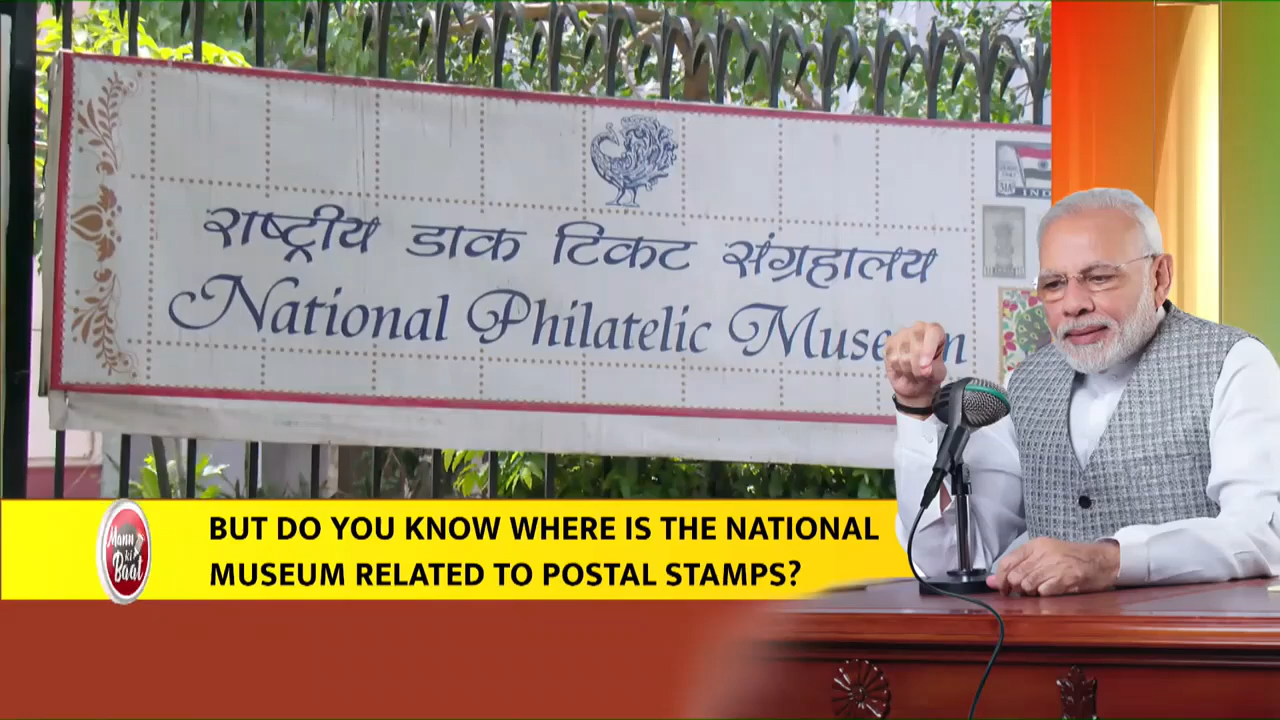 राष्ट्रीय डाक टिकट संग्रहालय
National Philatelic Museum
Mann
ki
Baat
BUT DO YOU KNOW WHERE IS THE NATIONAL
MUSEUM RELATED TO POSTAL STAMPS?